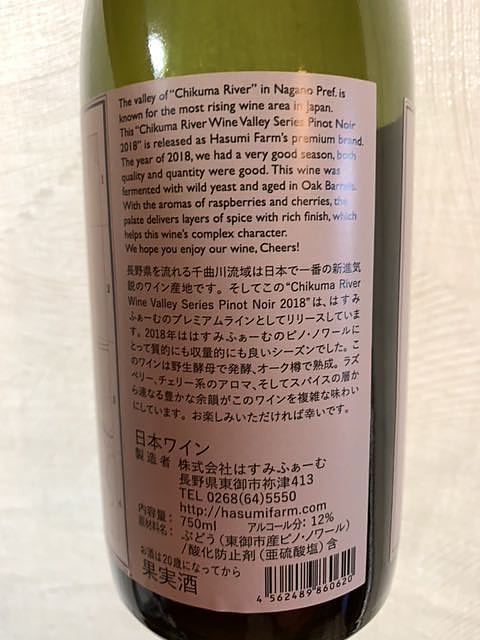 The valley of "Chikuma River" in Nagano Pref. is
known for the most rising wine area in Japan.
This "Chikuma River Wine Valley Series Pinot Noir
2018" is released as Hasumi Farm's premium brand.
The year of 2018, we had a very good season, both
quality and quantity were good. This wine was
fermented with wild yeast and aged in Oak Barrels.
With the aromas of raspberries and cherries, the
palate delivers layers of spice with rich finish, which
helps this wine's complex character.
We hope you enjoy our wine, Cheers!
長野県を流れる千曲川流域は日本で一番の新進気
鋭のワイン産地です。そしてこの"Chikuma River
Wine Valley Series Pinot Noir 2018"は、はすみ
ふぁーむのプレミアムラインとしてリリースしていま
す。2018年ははすみふぁーむのピノ・ノワールに
とって質的にも収量的にも良いシーズンでした。こ
のワインは野生酵母で発酵、オーク樽で熟成。ラズ
ベリー、チェリー系のアロマ、そしてスパイスの層か
ら連なる豊かな余韻がこのワインを複雑な味わい
にしています。お楽しみいただければ幸いです。
日本ワイン
製造者 株式会社はすみふぁーむ
長野県東御市祢津413
TEL 0268(64)5550
http://hasumifarm.com
内容量: 750ml アルコール分: 12%
原材料名: ぶどう(東御市産ピノ・ノワール)
/酸化防止剤(亜硫酸塩)含
お酒は20歳になってから
果実酒
4 562489 860620